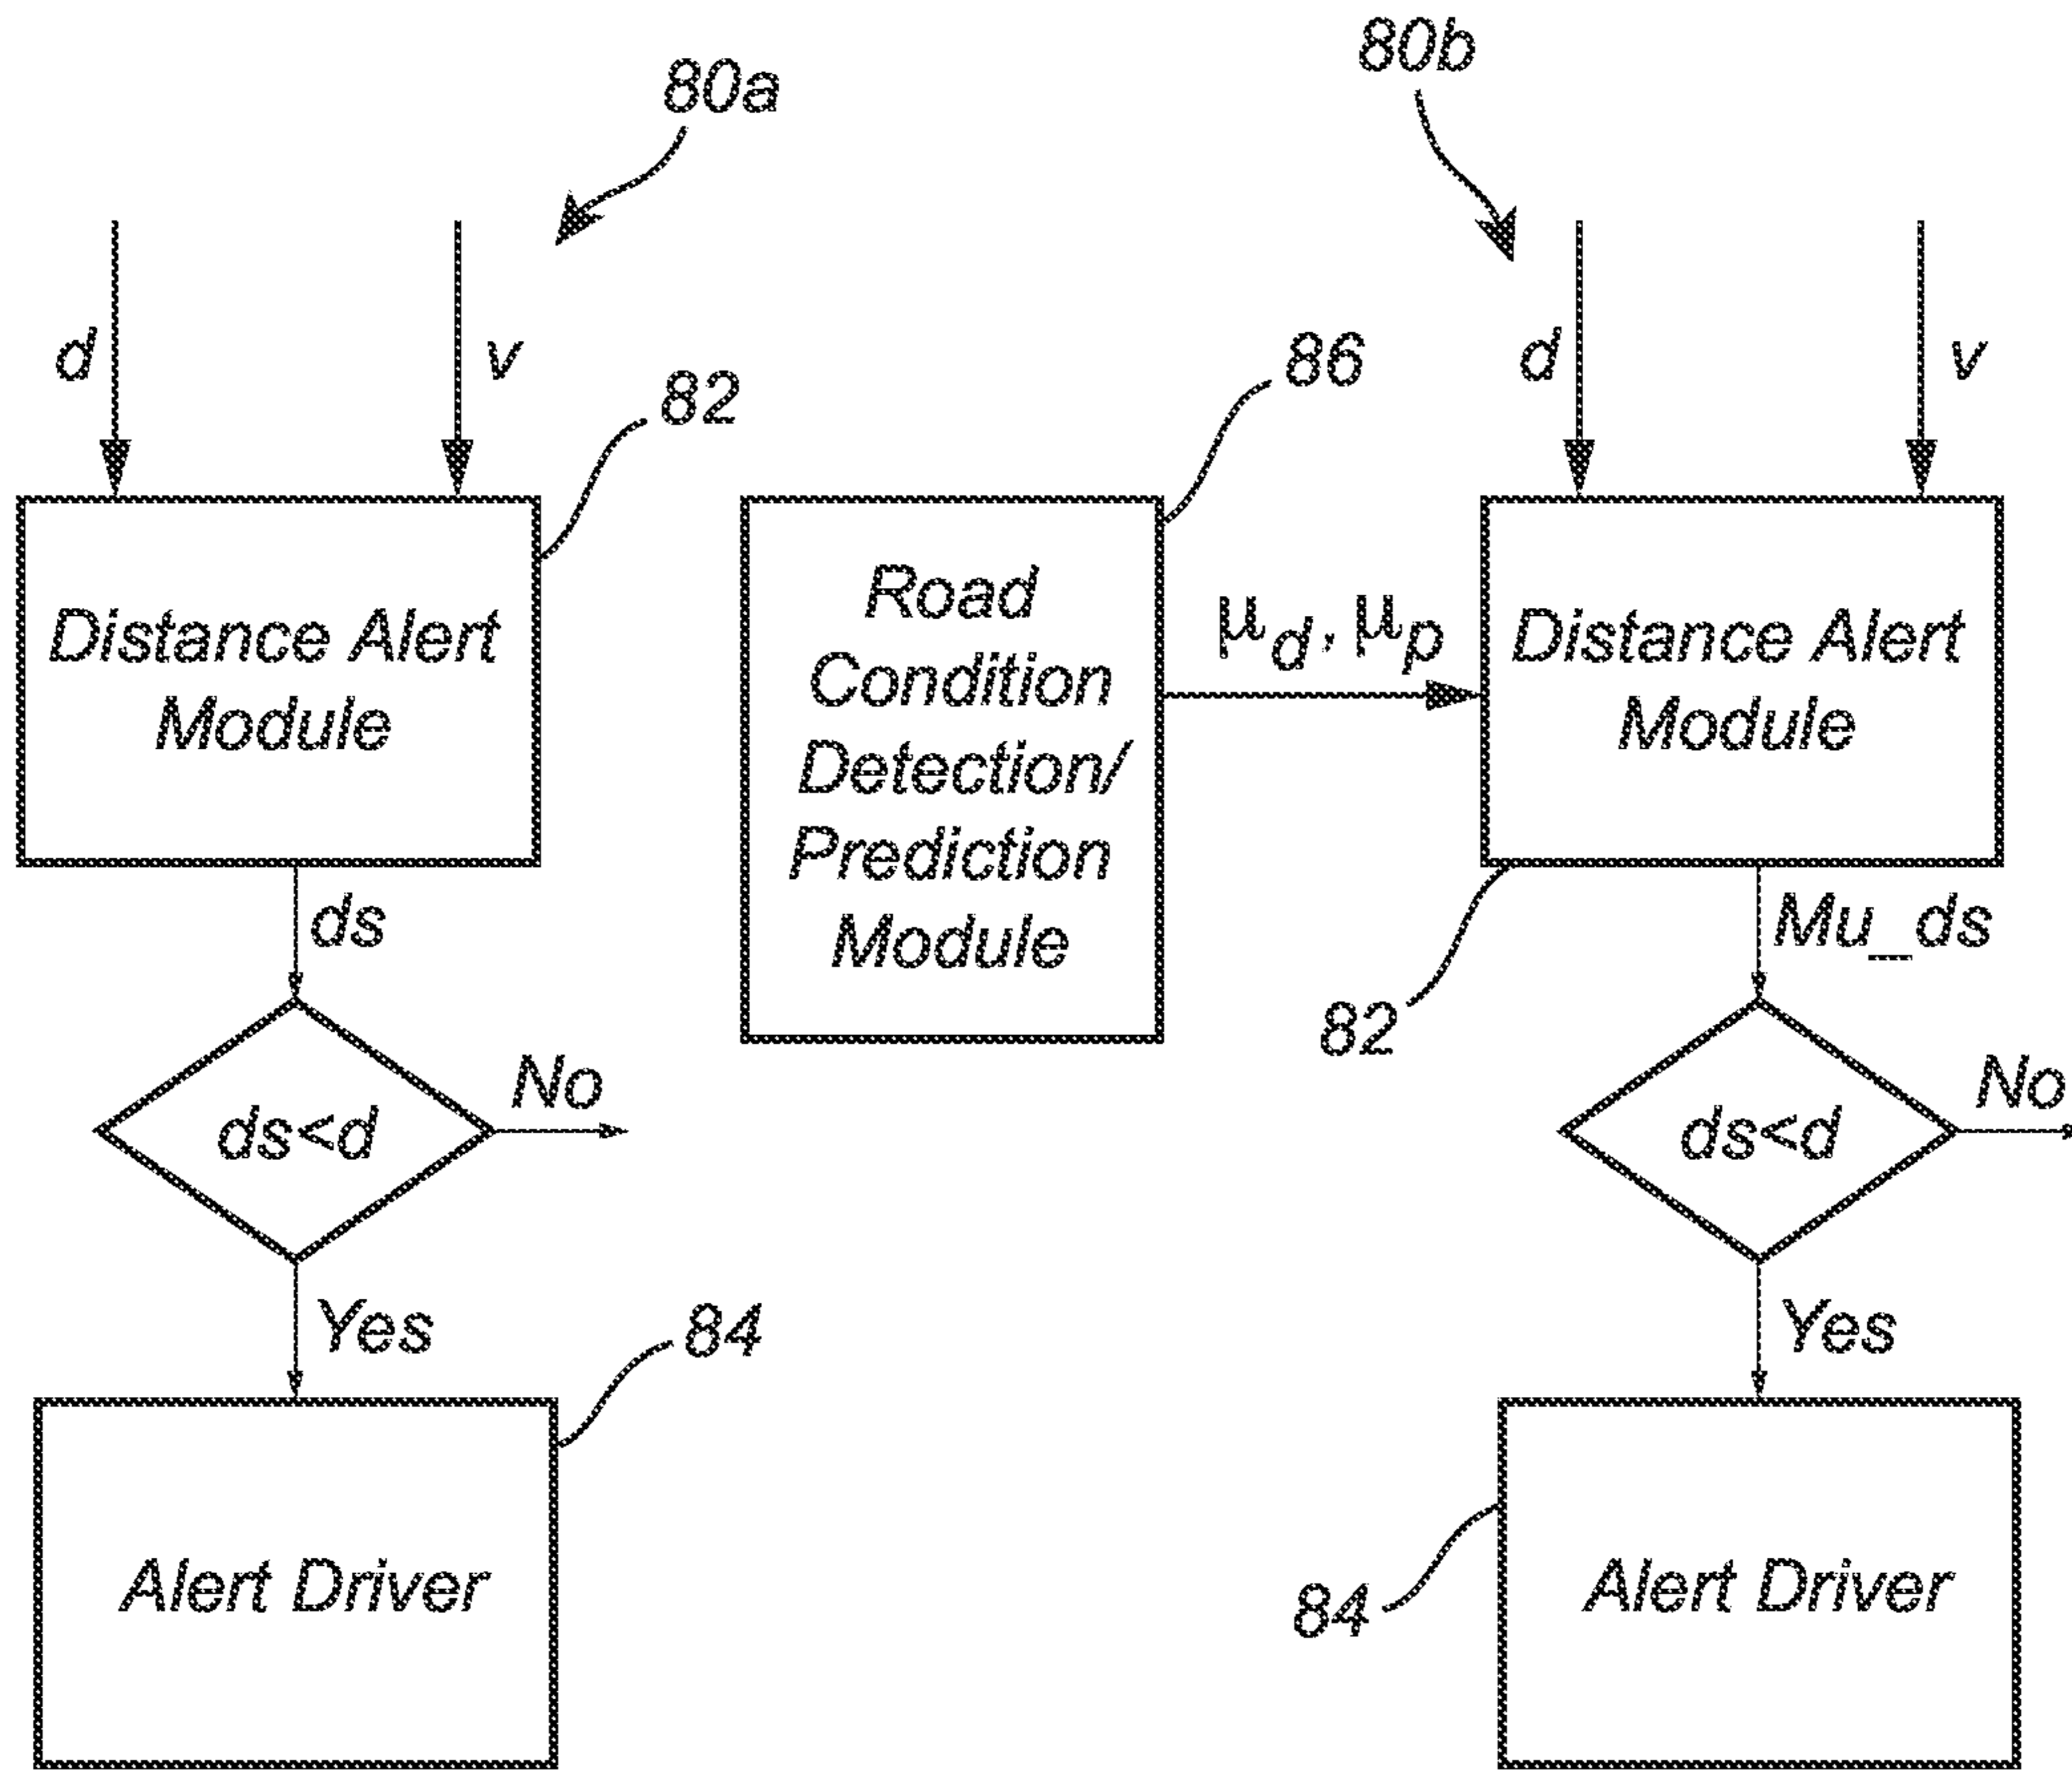 80a
80b
d
v
82
86
d
v
Distance Alert
Module
Road
Condition
Detection/
Prediction
Module
μd, μp
Distance Alert
Module
ds
Mu_ds
82
ds<d
No
ds<d
No
Yes
84
Yes
Alert Driver
84
Alert Driver